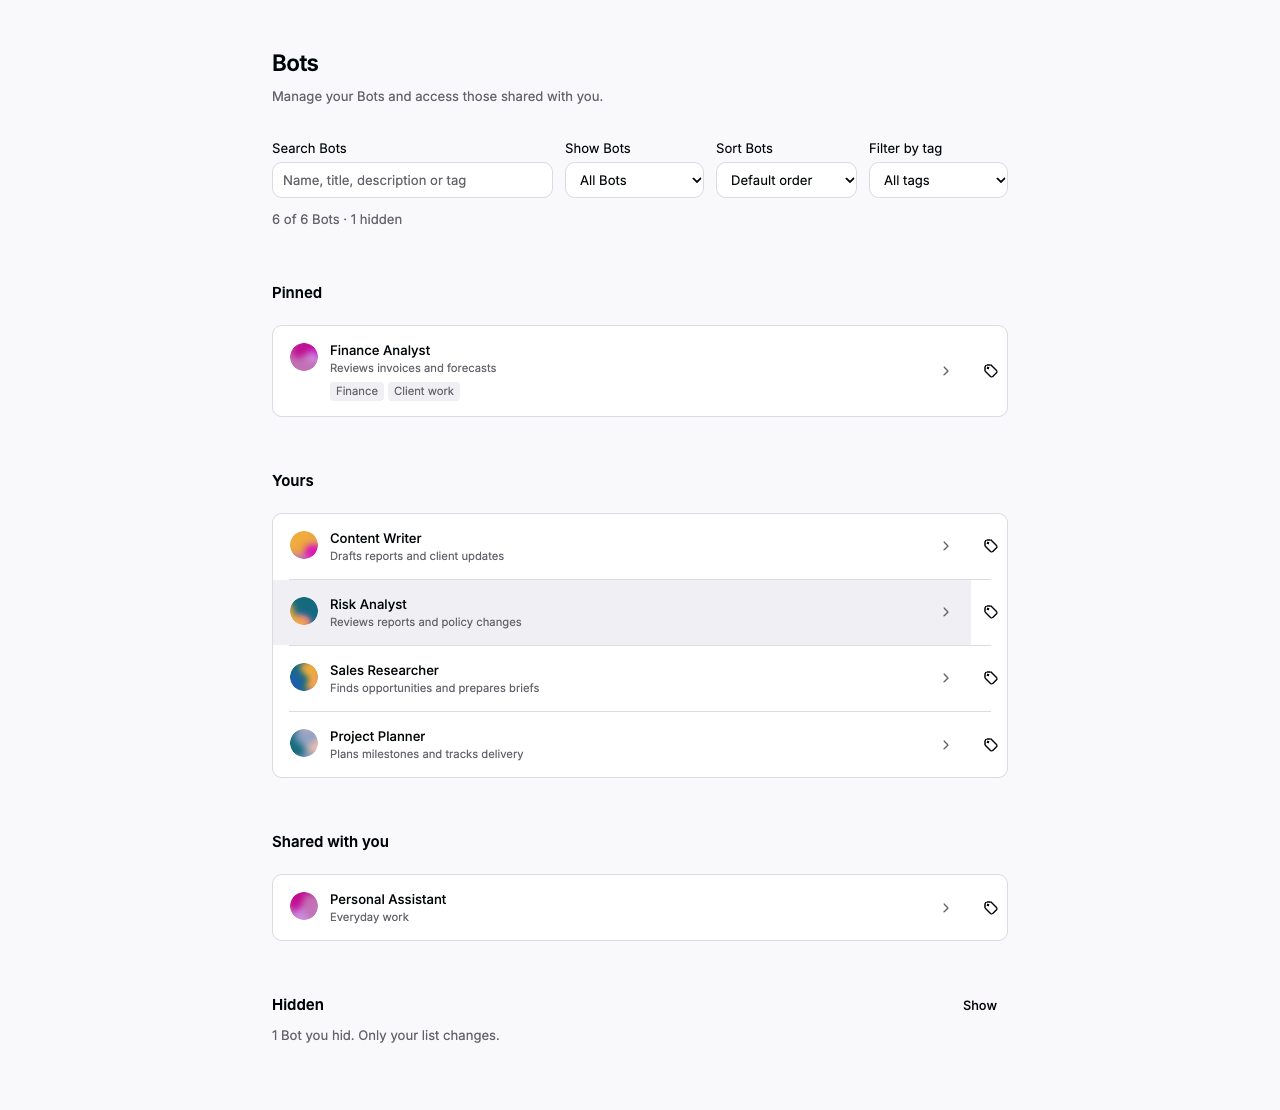 Bots
Manage your Bots and access those shared with you.
Search Bots
Show Bots
Sort Bots
Filter by tag
Name, title, description or tag
All Bots
Default order
All tags
6 of 6 Bots · 1 hidden
Pinned
Finance Analyst
Reviews invoices and forecasts
Finance
Client work
Yours
Content Writer
Drafts reports and client updates
Risk Analyst
Reviews reports and policy changes
Sales Researcher
Finds opportunities and prepares briefs
Project Planner
Plans milestones and tracks delivery
Shared with you
Personal Assistant
Everyday work
Hidden
Show
1 Bot you hid. Only your list changes.